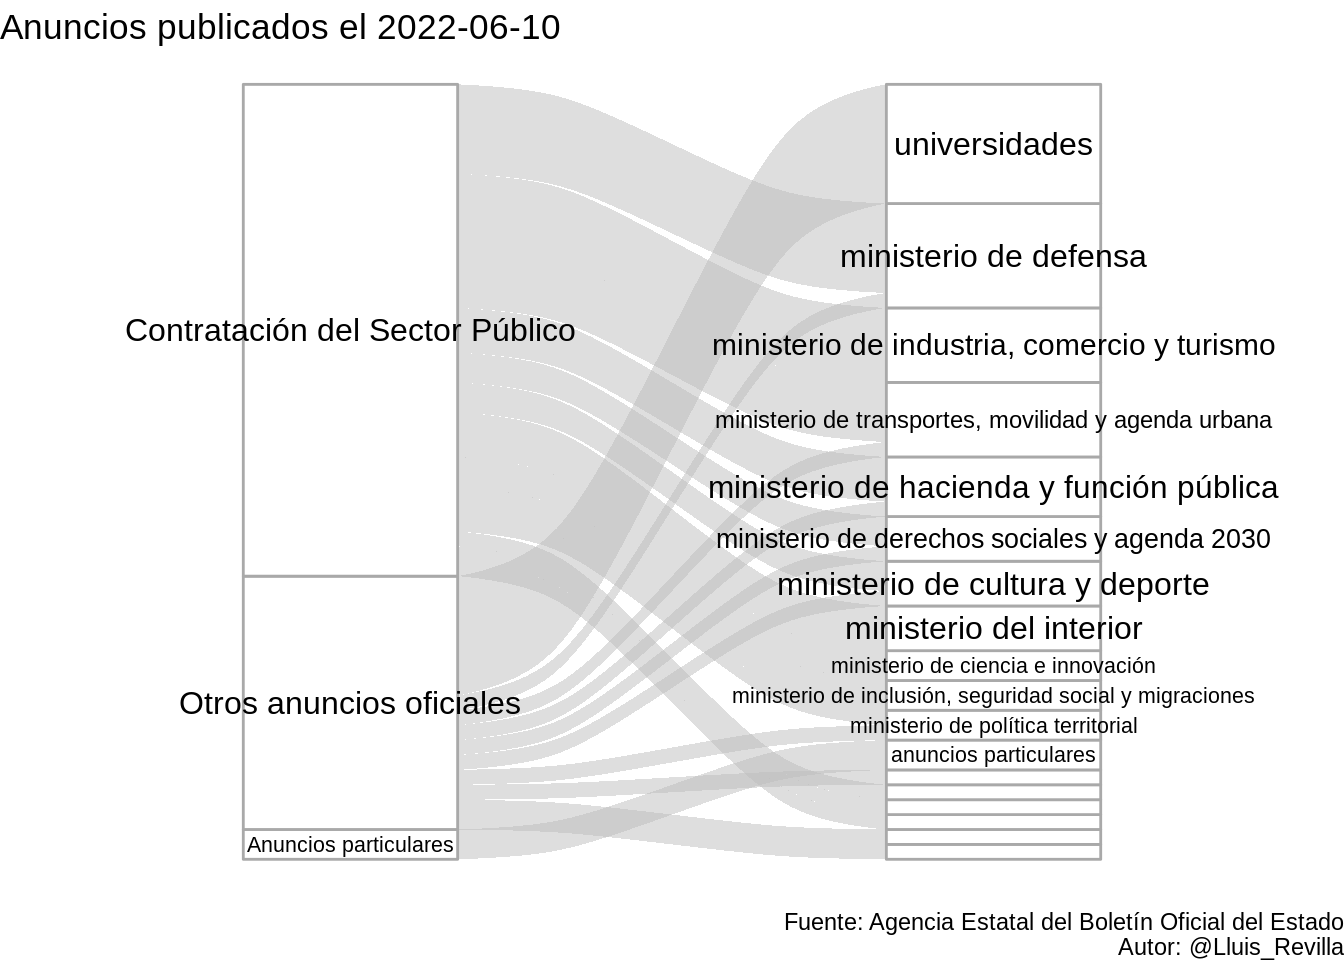 Anuncios publicados el 2022-06-10
Contratación del Sector Público
Otros anuncios oficiales
Anuncios particulares
universidades
ministerio de defensa
ministerio de industria, comercio y turismo
ministerio de transportes, movilidad y agenda urbana
ministerio de hacienda y función pública
ministerio de derechos sociales y agenda 2030
ministerio de cultura y deporte
ministerio del interior
ministerio de ciencia e innovación
ministerio de inclusión, seguridad social y migraciones
ministerio de política territorial
anuncios particulares
Fuente: Agencia Estatal del Boletín Oficial del Estado
Autor: @Lluis_Revilla